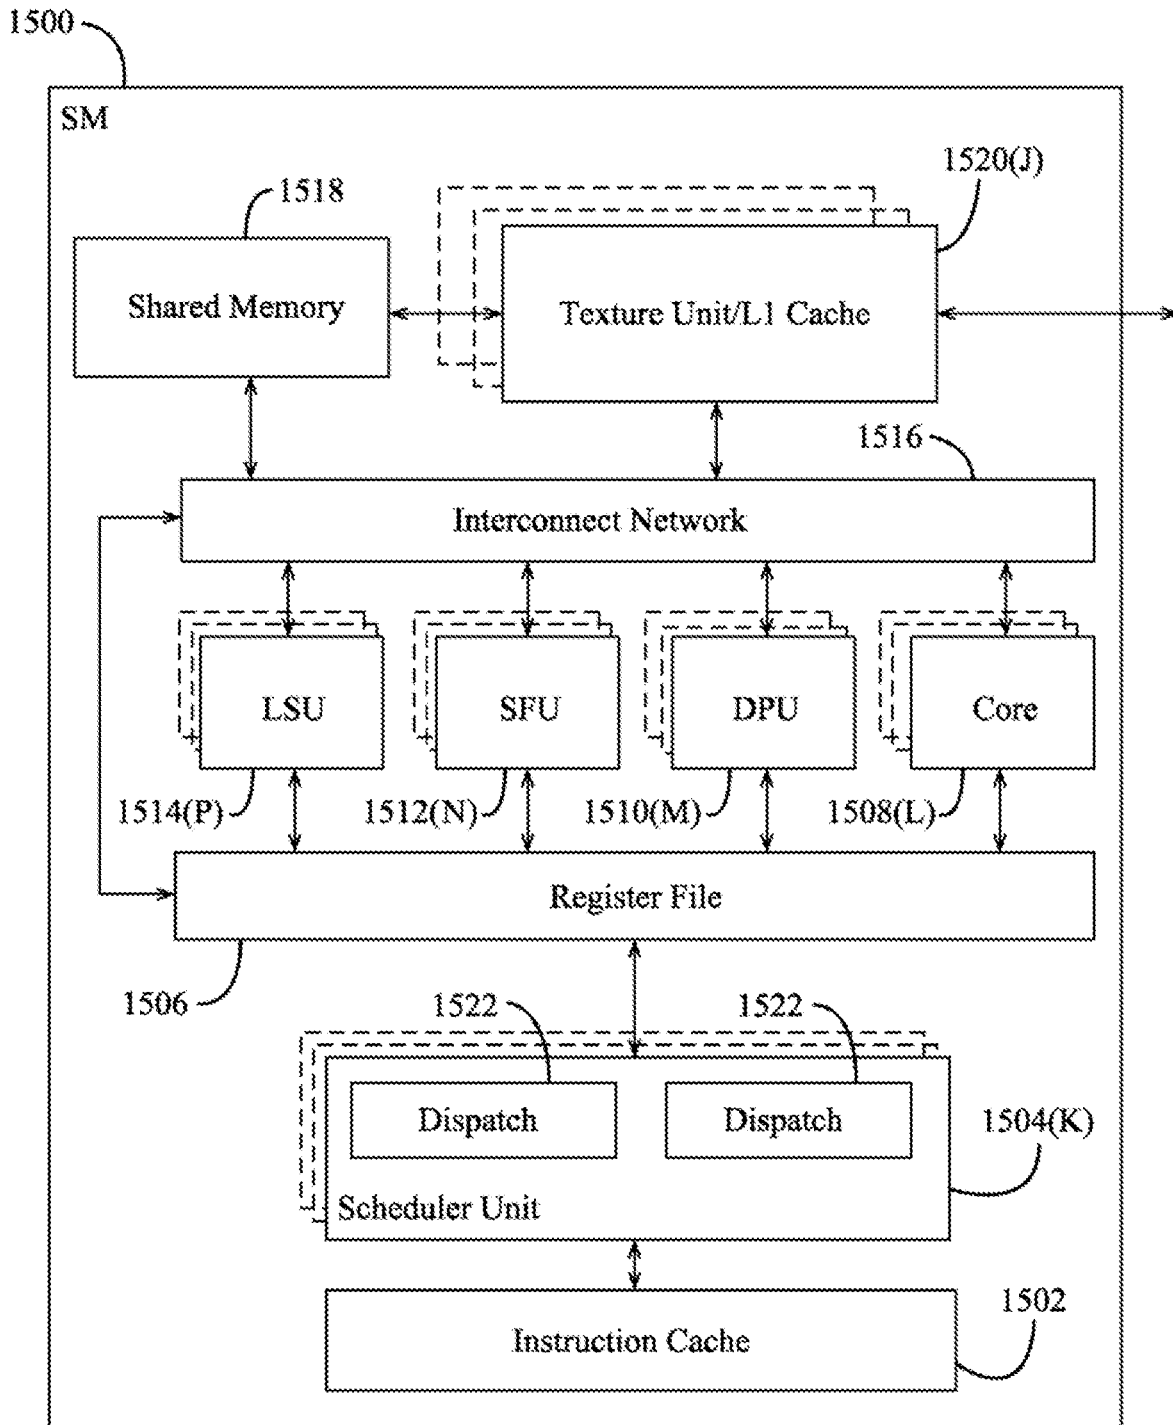 1500
SM
1520(J)
1518
Shared Memory
Texture Unit/L1 Cache
1516
Interconnect Network
LSU
SFU
DPU
Core
1514(P)
1512(N)
1510(M)
1508(L)
Register File
1506
1522
1522
Dispatch
Dispatch
1504(K)
Scheduler Unit
1502
Instruction Cache